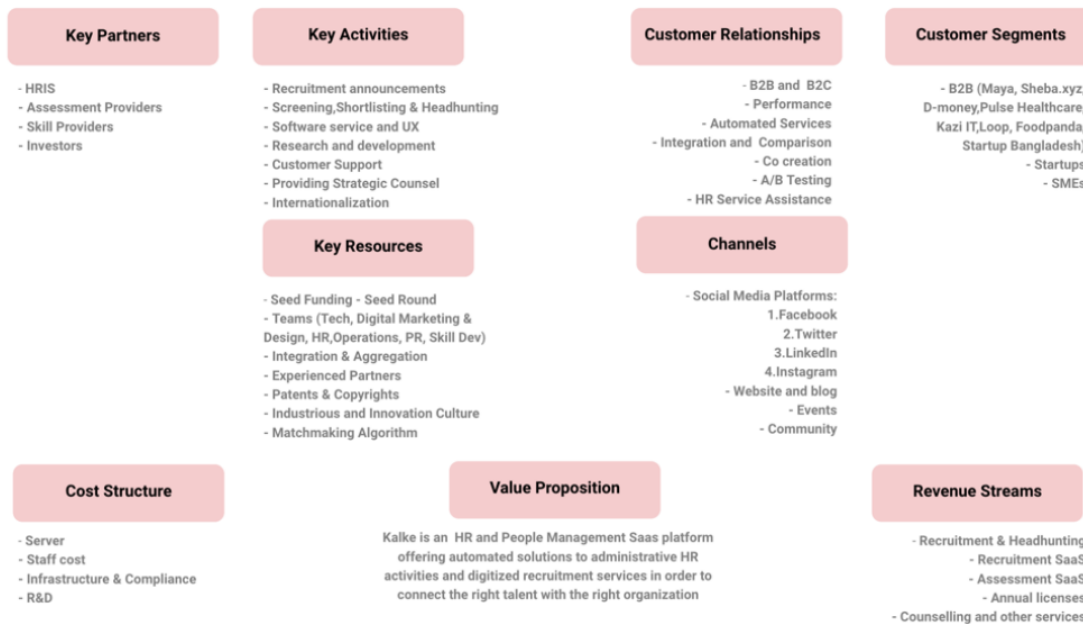 Key Partners
- HRIS
- Assessment Providers
- Skill Providers
- Investors
Key Activities
- Recruitment announcements
- Screening,Shortlisting & Headhunting
- Software service and UX
- Research and development
- Customer Support
- Providing Strategic Counsel
- Internationalization
Key Resources
- Seed Funding - Seed Round
- Teams (Tech, Digital Marketing &
Design, HR,Operations, PR, Skill Dev)
- Integration & Aggregation
- Experienced Partners
- Patents & Copyrights
- Industrious and Innovation Culture
- Matchmaking Algorithm
Customer Relationships
- B2B and B2C
- Performance
- Automated Services
- Integration and Comparison
- Co creation
- A/B Testing
- HR Service Assistance
Channels
- Social Media Platforms:
1.Facebook
2.Twitter
3.LinkedIn
4.Instagram
- Website and blog
- Events
- Community
Customer Segments
- B2B (Maya, Sheba.xyz,
D-money,Pulse Healthcare,
Kazi IT,Loop, Foodpanda,
Startup Bangladesh)
- Startups
- SMEs
Cost Structure
- Server
- Staff cost
- Infrastructure & Compliance
- R&D
Value Proposition
Kalke is an HR and People Management Saas platform
offering automated solutions to administrative HR
activities and digitized recruitment services in order to
connect the right talent with the right organization
Revenue Streams
- Recruitment & Headhunting
- Recruitment SaaS
- Assessment SaaS
- Annual licenses
- Counselling and other services